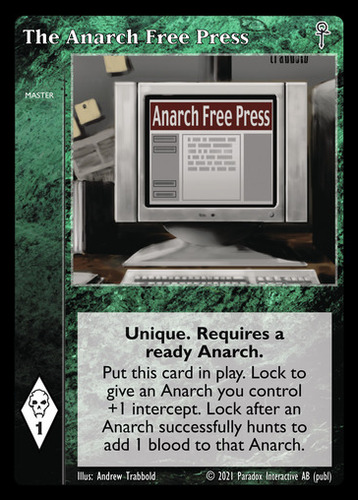 The Anarch Free Press
MASTER
Anarch Free Press
Unique. Requires a
ready Anarch.
Put this card in play. Lock to
give an Anarch you control
+1 intercept. Lock after an
Anarch successfully hunts to
add 1 blood to that Anarch.
1
Illus: Andrew Trabbold © 2021 Paradox Interactive AB (publ)